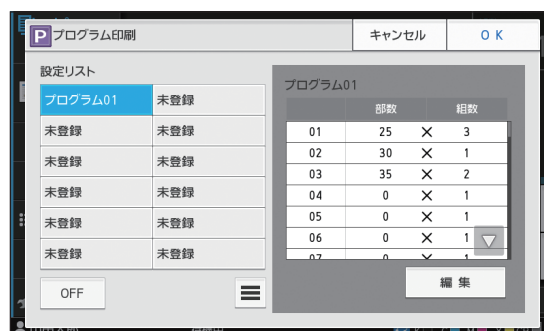 P プログラム印刷
キャンセル
OK
設定リスト
プログラム01 未登録
未登録 未登録
未登録 未登録
未登録 未登録
未登録 未登録
未登録 未登録
OFF
プログラム01
部数 組数
01 25 × 3
02 30 × 1
03 35 × 2
04 0 × 1
05 0 × 1
06 0 × 1
07 0 × 1
編集